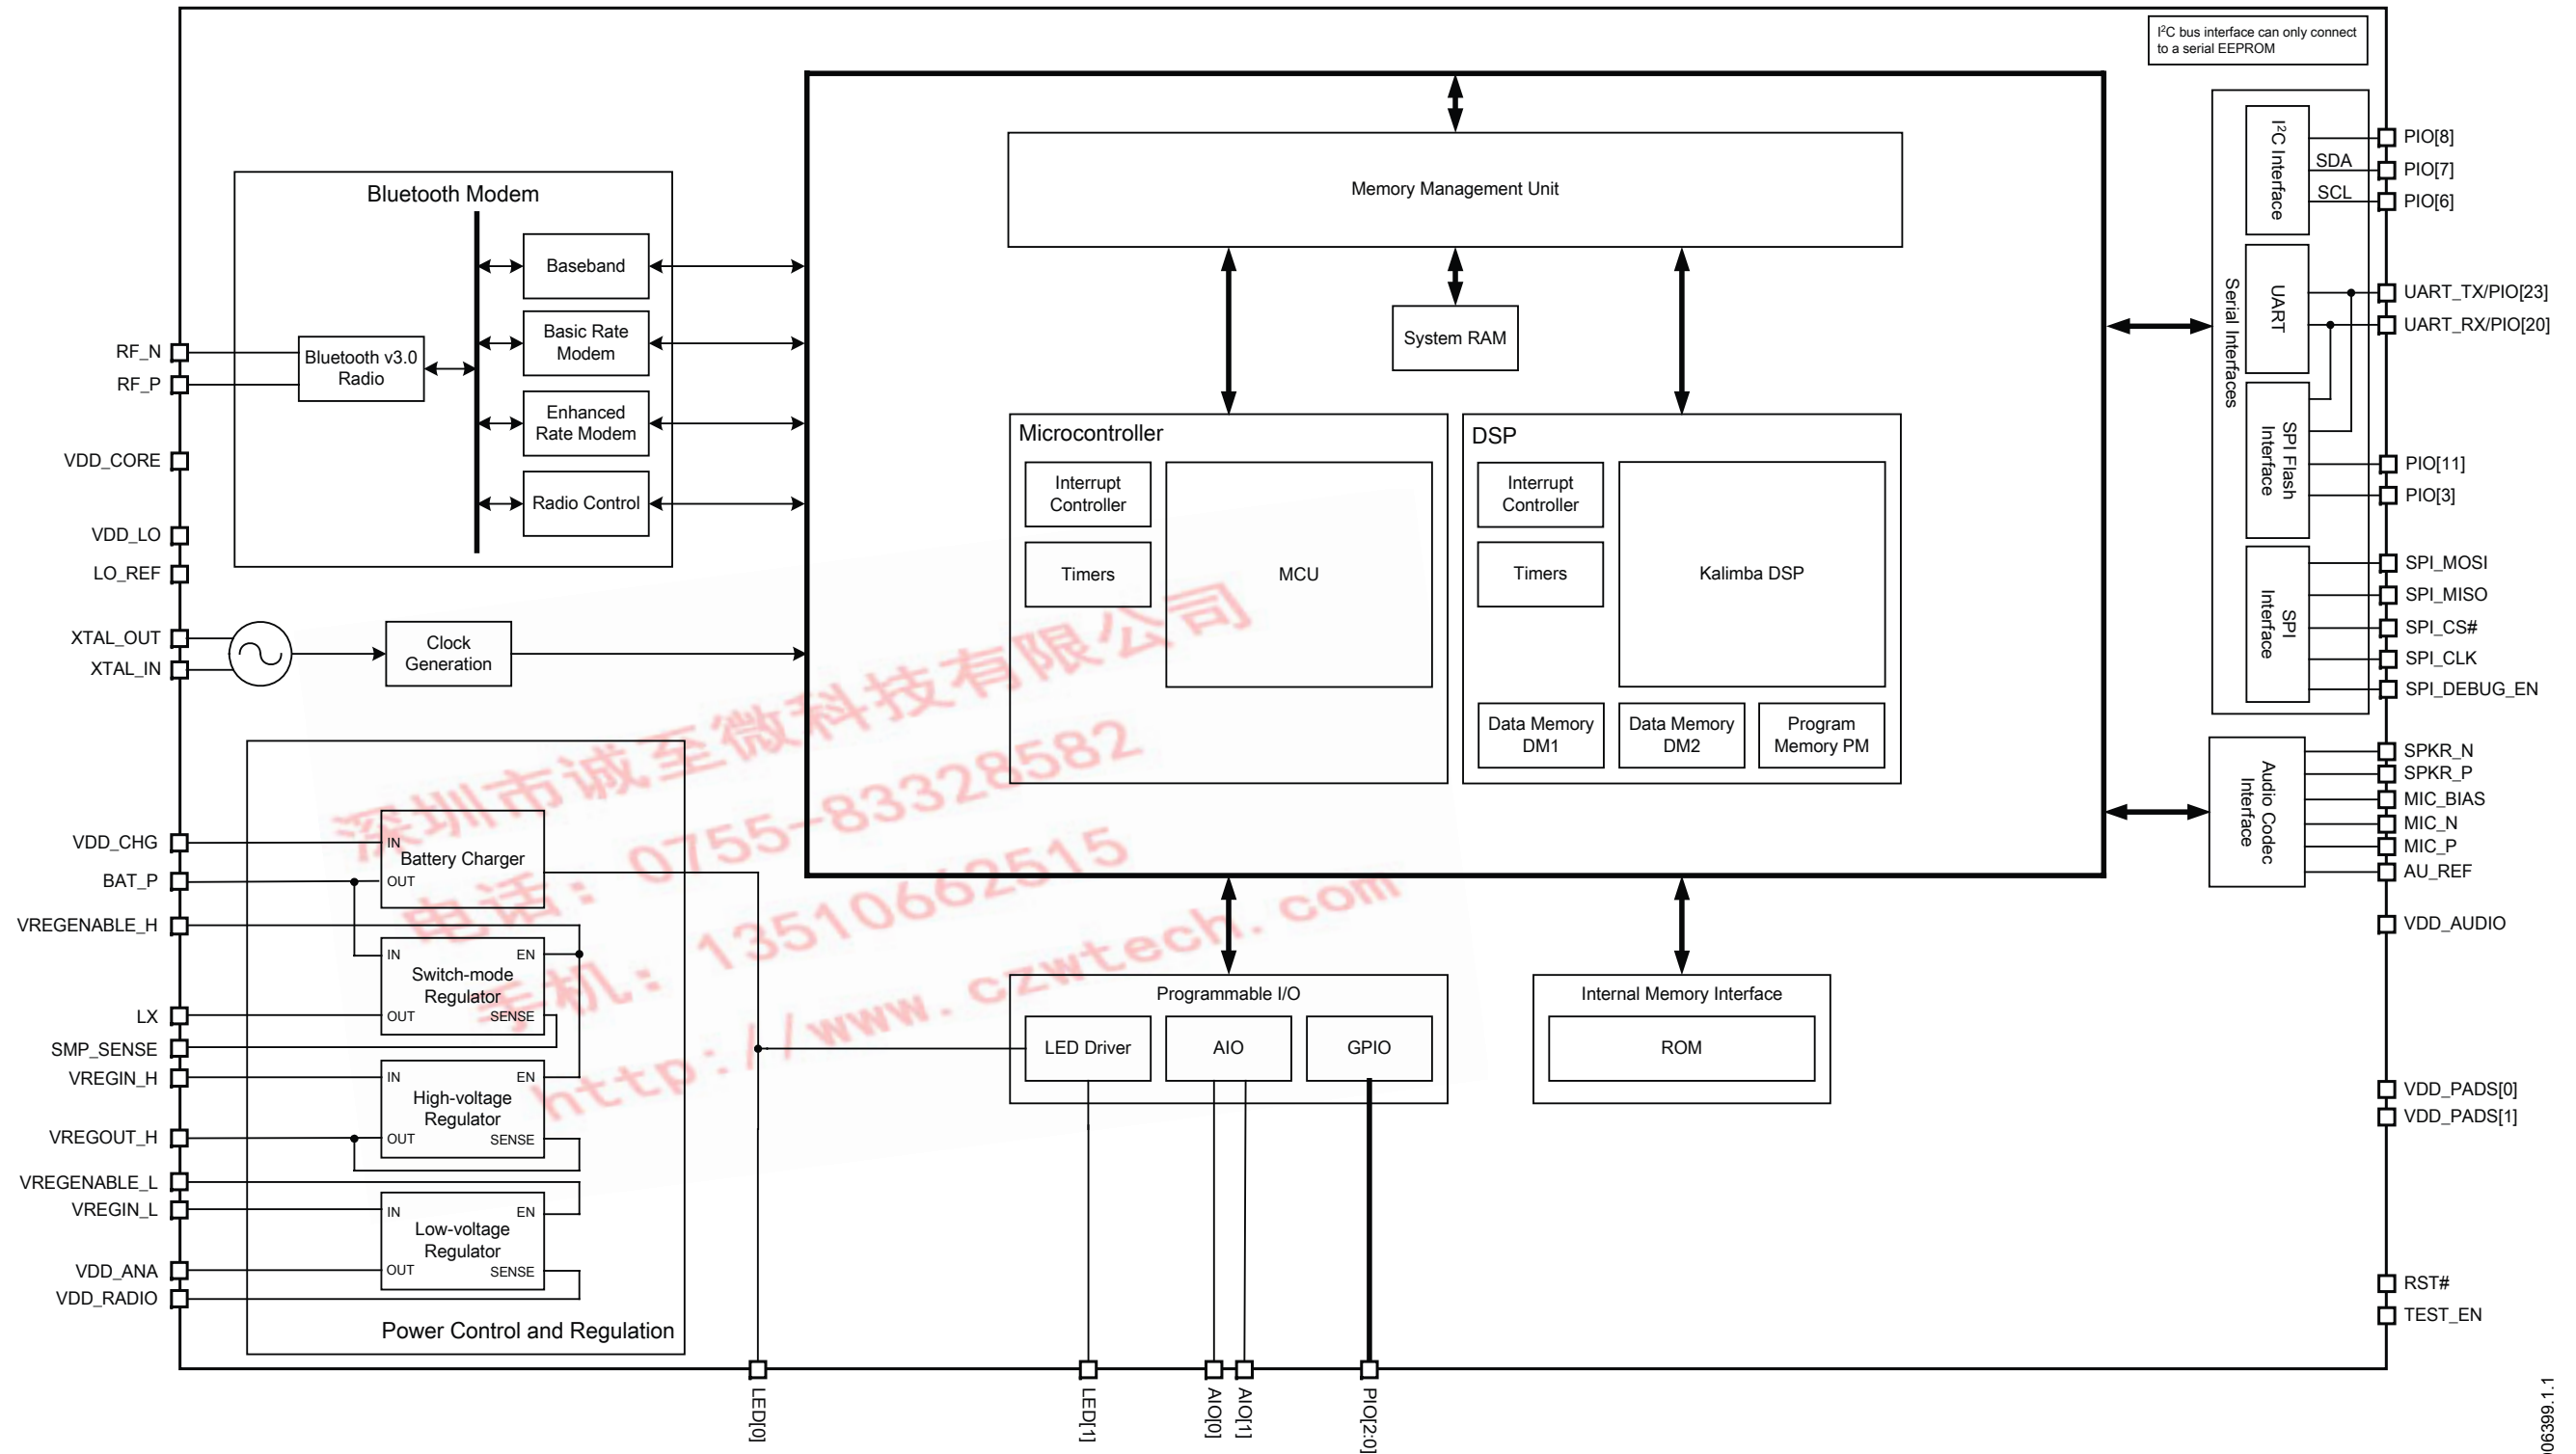 I²C bus interface can only connect
to a serial EEPROM
Bluetooth Modem
Baseband
Basic Rate
Modem
Enhanced
Rate Modem
Radio Control
Bluetooth v3.0
Radio
RF_N
RF_P
VDD_CORE
VDD_LO
LO_REF
XTAL_OUT
XTAL_IN
Clock
Generation
Memory Management Unit
System RAM
Microcontroller
Interrupt
Controller
Timers
MCU
DSP
Interrupt
Controller
Timers
Kalimba DSP
Data Memory
DM1
Data Memory
DM2
Program
Memory PM
Serial Interfaces
I²C Interface
SDA
SCL
PIO[8]
PIO[7]
PIO[6]
UART
UART_TX/PIO[23]
UART_RX/PIO[20]
SPI Flash
Interface
PIO[11]
PIO[3]
SPI
Interface
SPI_MOSI
SPI_MISO
SPI_CS#
SPI_CLK
SPI_DEBUG_EN
Audio Codec
Interface
SPKR_N
SPKR_P
MIC_BIAS
MIC_N
MIC_P
AU_REF
VDD_AUDIO
VDD_PADS[0]
VDD_PADS[1]
RST#
TEST_EN
VDD_CHG
BAT_P
VREGENABLE_H
LX
SMP_SENSE
VREGIN_H
VREGOUT_H
VREGENABLE_L
VREGIN_L
VDD_ANA
VDD_RADIO
IN
Battery Charger
OUT
IN
EN
Switch-mode
Regulator
OUT
SENSE
IN
EN
High-voltage
Regulator
OUT
SENSE
IN
EN
Low-voltage
Regulator
OUT
SENSE
Power Control and Regulation
Programmable I/O
LED Driver
AIO
GPIO
Internal Memory Interface
ROM
LED[0]
LED[1]
AIO[0]
AIO[1]
PIO[2:0]
深圳市诚至微科技有限公司
电话：0755-83328582
手机：13510662515
http://www.czwtech.com